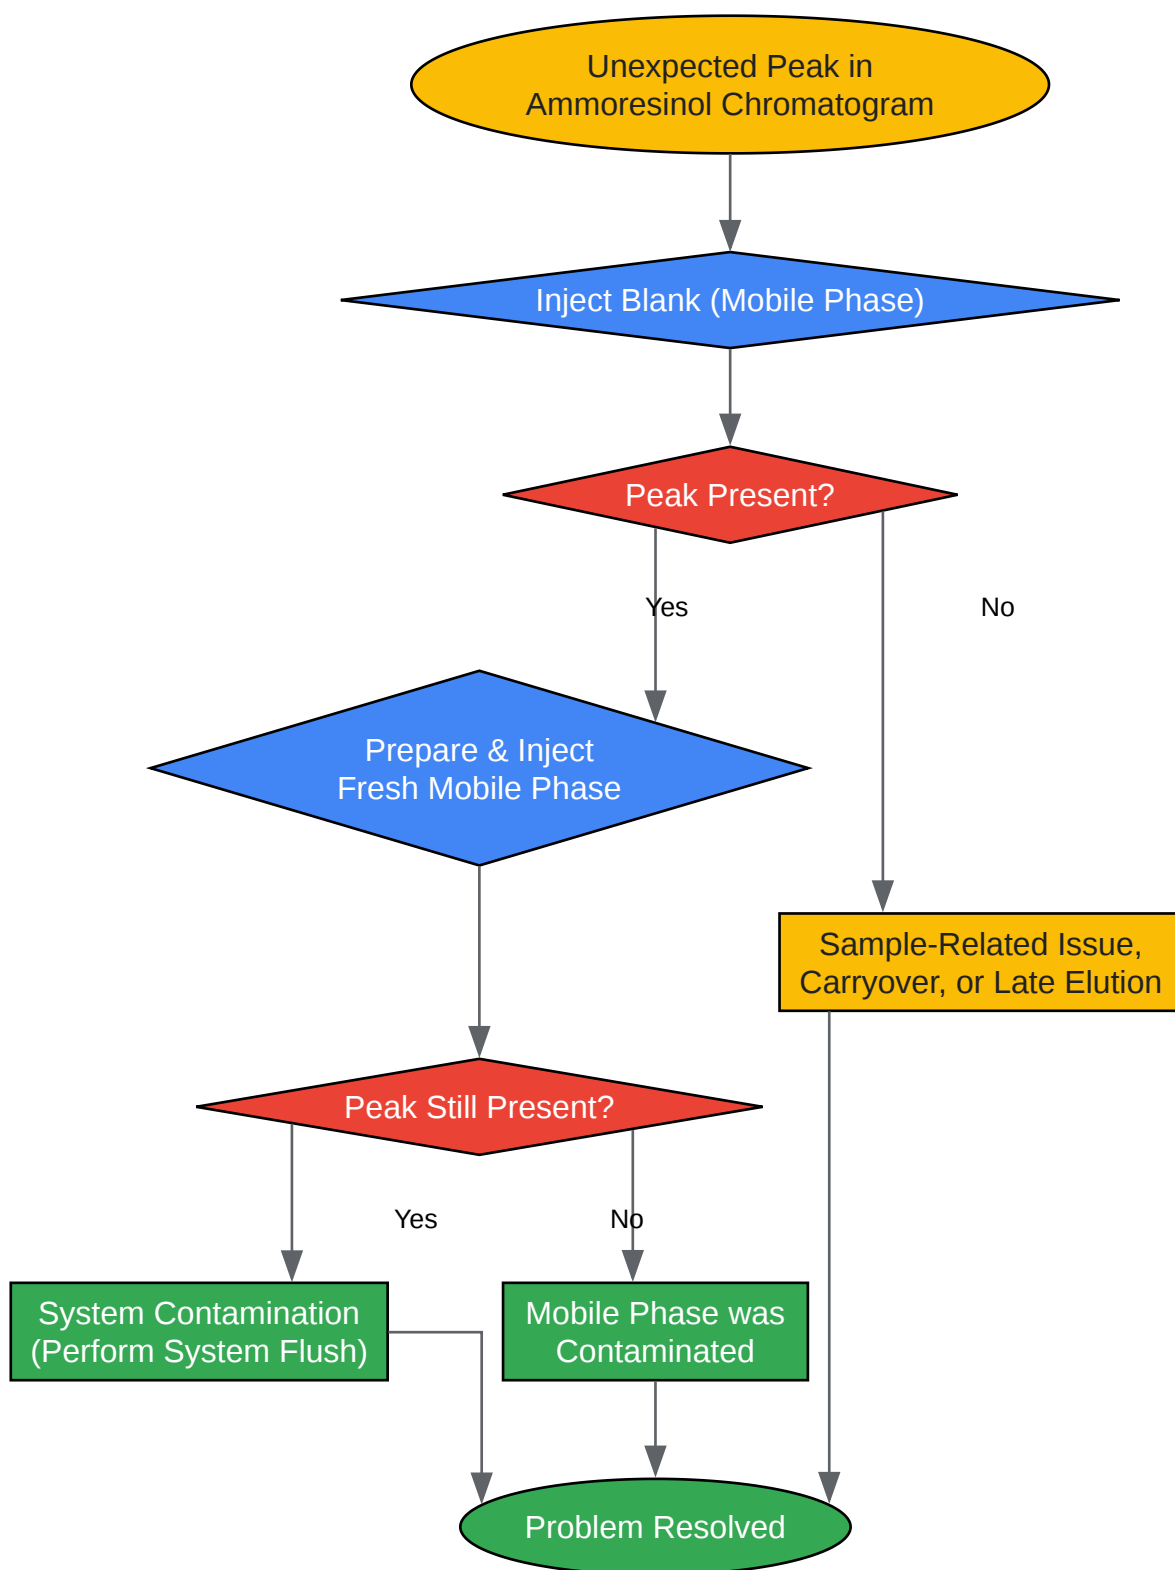 Unexpected Peak in
Ammoresinol Chromatogram
Inject Blank (Mobile Phase)
Peak Present?
Yes
No
Prepare & Inject
Fresh Mobile Phase
Sample-Related Issue,
Carryover, or Late Elution
Peak Still Present?
Yes
No
System Contamination
(Perform System Flush)
Mobile Phase was
Contaminated
Problem Resolved